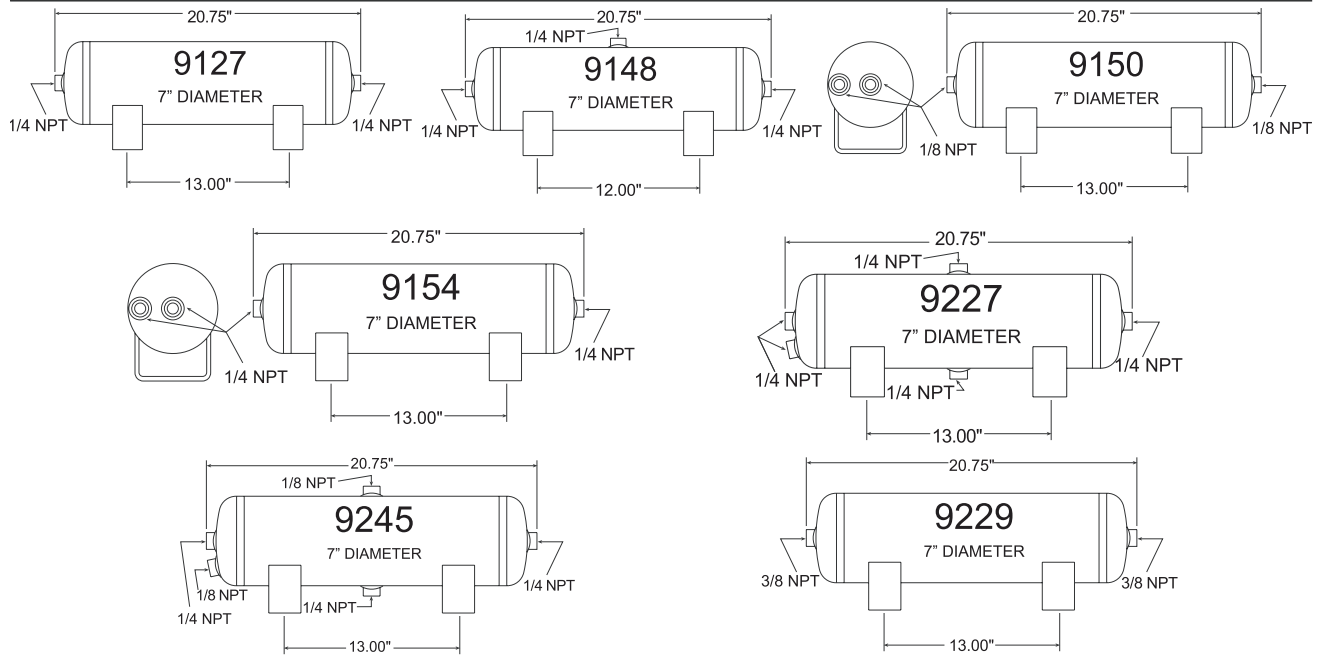 20.75"
9127
7” DIAMETER
1/4 NPT
1/4 NPT
13.00"
20.75"
1/4 NPT
9148
7” DIAMETER
1/4 NPT
1/4 NPT
12.00"
20.75"
9150
7” DIAMETER
1/8 NPT
1/8 NPT
13.00"
20.75"
9154
7” DIAMETER
1/4 NPT
1/4 NPT
13.00"
20.75"
1/4 NPT
9227
7” DIAMETER
1/4 NPT
1/4 NPT
1/4 NPT
13.00"
20.75"
1/8 NPT
9245
7” DIAMETER
1/8 NPT
1/4 NPT
1/4 NPT
1/4 NPT
13.00"
20.75"
9229
7” DIAMETER
3/8 NPT
3/8 NPT
13.00"